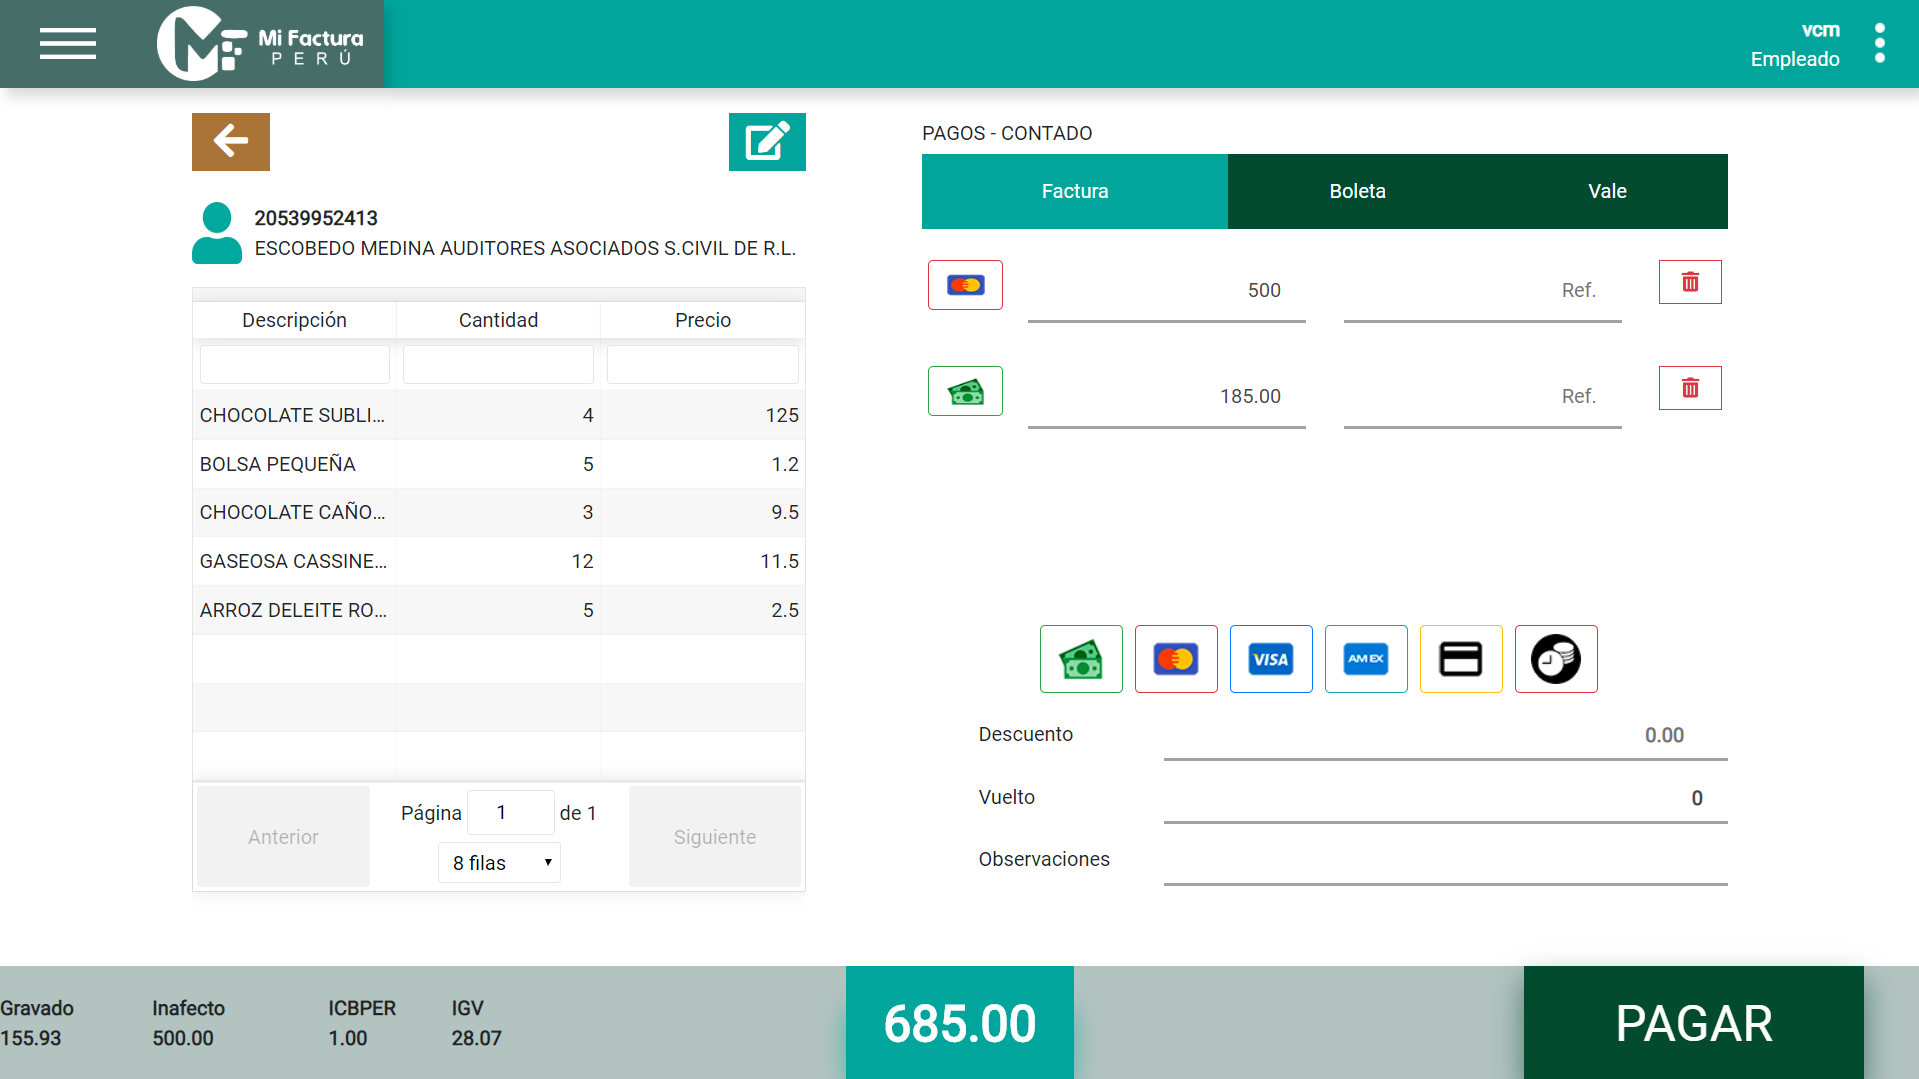 Mi Factura
PERÚ
vcm
Empleado
20539952413
ESCOBEDO MEDINA AUDITORES ASOCIADOS S.CIVIL DE R.L.
Descripción Cantidad Precio
CHOCOLATE SUBLI... 4 125
BOLSA PEQUEÑA 5 1.2
CHOCOLATE CAÑO... 3 9.5
GASEOSA CASSINE... 12 11.5
ARROZ DELEITE RO... 5 2.5
Anterior
Página 1 de 1
8 filas
Siguiente
PAGOS - CONTADO
Factura Boleta Vale
500 Ref.
185.00 Ref.
VISA
AMEX
Descuento 0.00
Vuelto 0
Observaciones
Gravado Inafecto ICBPER IGV
155.93 500.00 1.00 28.07
685.00
PAGAR